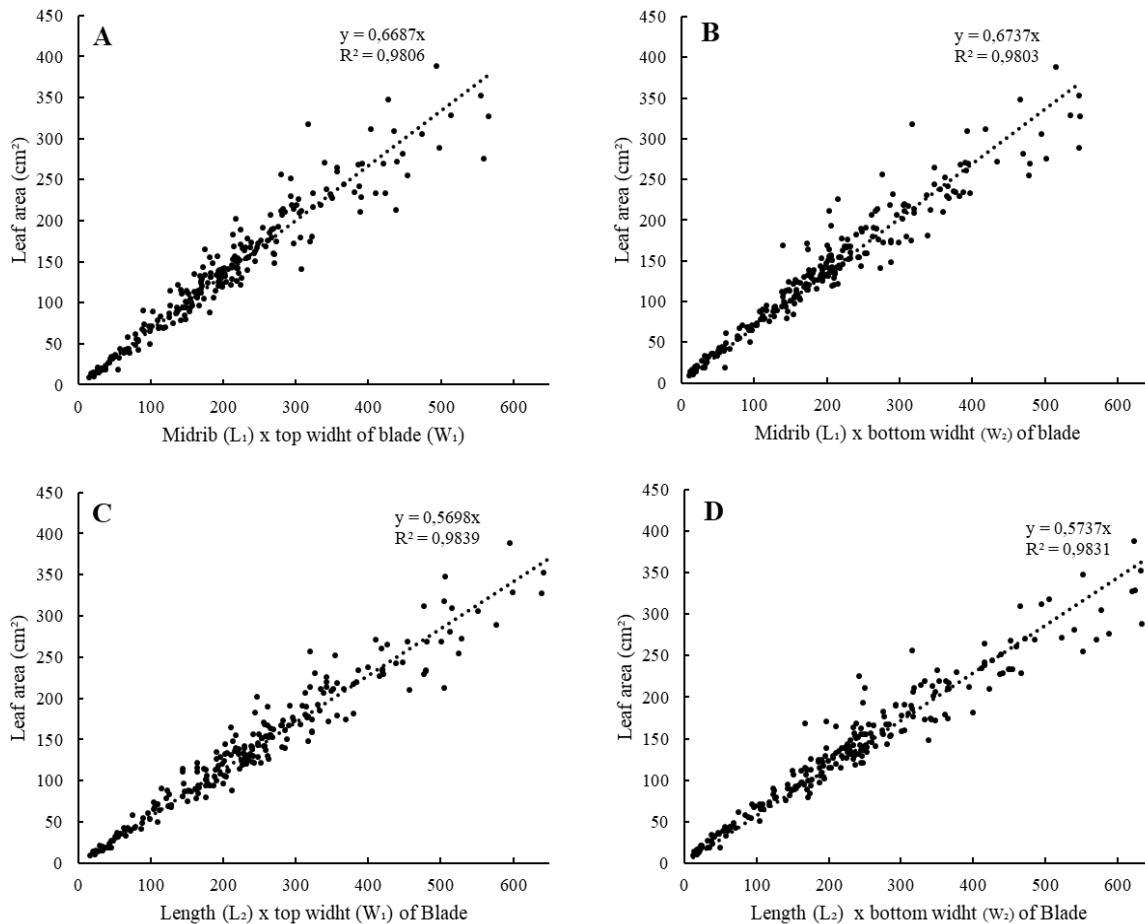 A
y = 0,6687x
R² = 0,9806
450
400
350
300
250
200
150
100
50
0
Leaf area (cm²)
0 100 200 300 400 500 600
Midrib (L₁) x top widht of blade (W₁)
B
y = 0,6737x
R² = 0,9803
450
400
350
300
250
200
150
100
50
0
Leaf area (cm²)
0 100 200 300 400 500 600
Midrib (L₁) x bottom widht (W₂) of blade
C
y = 0,5698x
R² = 0,9839
450
400
350
300
250
200
150
100
50
0
Leaf area (cm²)
0 100 200 300 400 500 600
Length (L₂) x top widht (W₁) of Blade
D
y = 0,5737x
R² = 0,9831
450
400
350
300
250
200
150
100
50
0
Leaf area (cm²)
0 100 200 300 400 500 600
Length (L₂) x bottom widht (W₂) of Blade